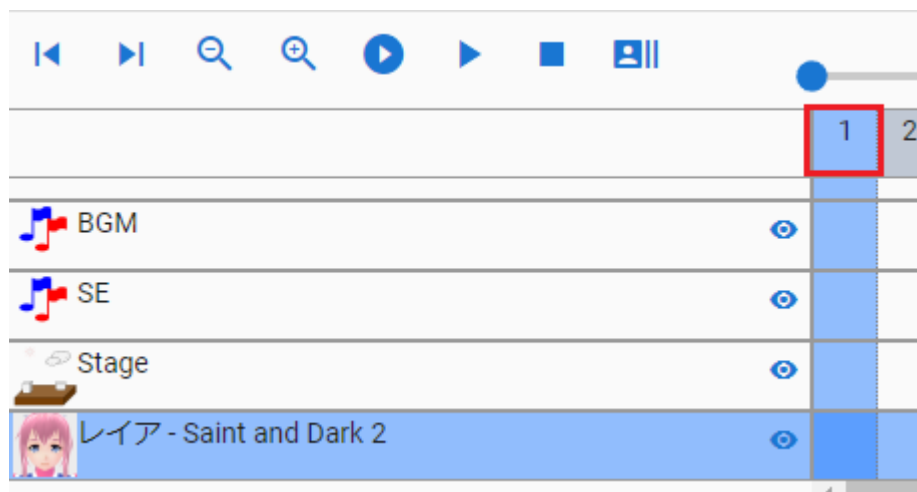 1 2
BGM
SE
Stage
レイア - Saint and Dark 2